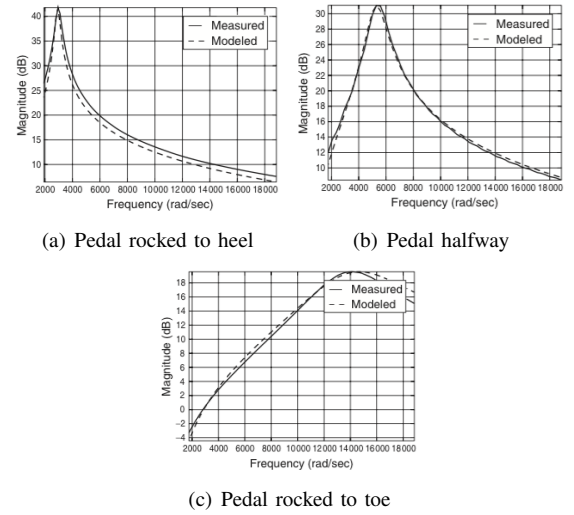 Measured
Modeled
Magnitude (dB)
40
35
30
25
20
15
10
2000 4000 6000 8000 10000 12000 14000 16000 18000
Frequency (rad/sec)
(a) Pedal rocked to heel
Measured
Modeled
Magnitude (dB)
30
28
26
24
22
20
18
16
14
12
10
2000 4000 6000 8000 10000 12000 14000 16000 18000
Frequency (rad/sec)
(b) Pedal halfway
Measured
Modeled
Magnitude (dB)
18
16
14
12
10
8
6
4
2
0
−2
−4
2000 4000 6000 8000 10000 12000 14000 16000 18000
Frequency (rad/sec)
(c) Pedal rocked to toe